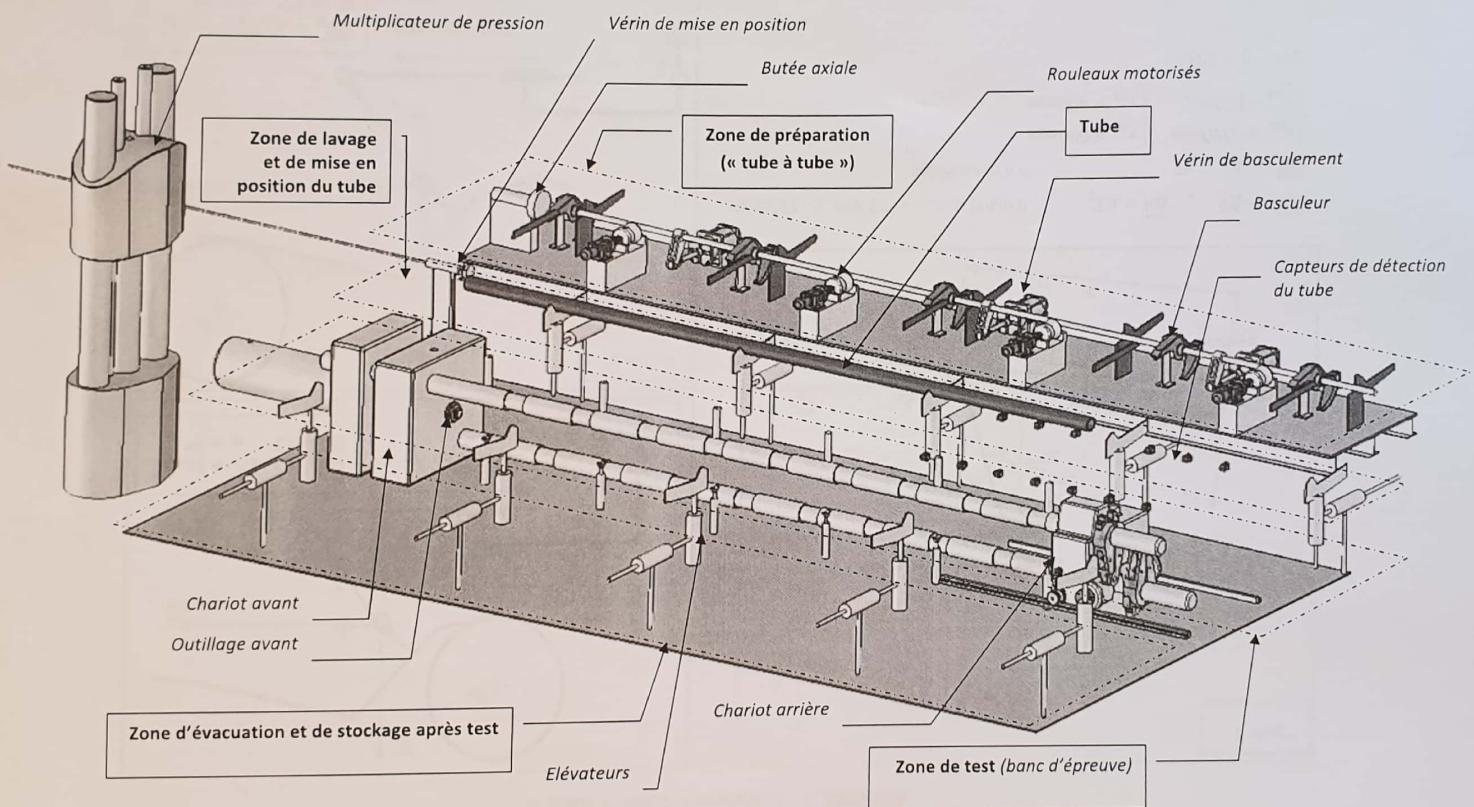 Multiplicateur de pression
Vérin de mise en position
Butée axiale
Rouleaux motorisés
Zone de lavage
et de mise en
position du tube
Zone de préparation
(« tube à tube »)
Tube
Vérin de basculement
Basculeur
Capteurs de détection
du tube
Chariot avant
Outillage avant
Zone d'évacuation et de stockage après test
Elévateurs
Chariot arrière
Zone de test (banc d'épreuve)